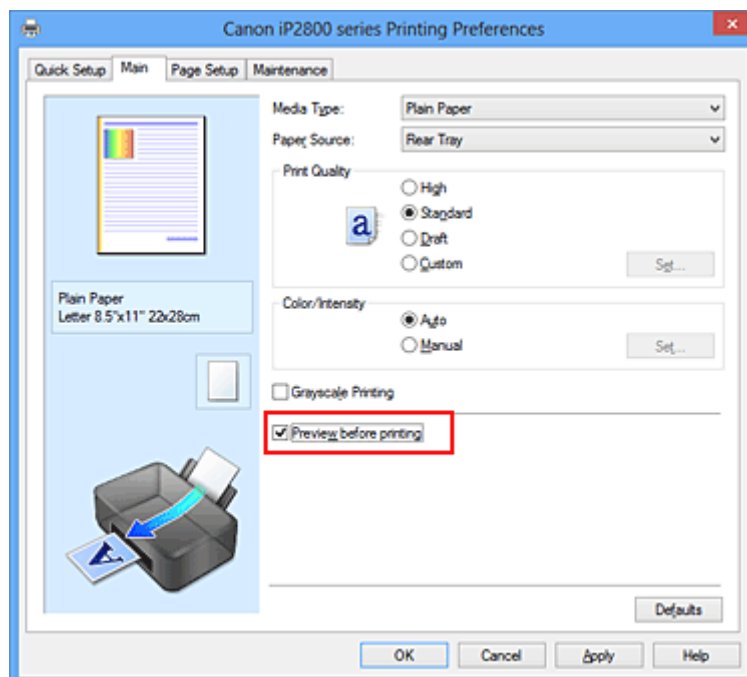 Canon iP2800 series Printing Preferences
Quick Setup Main Page Setup Maintenance
Media Type: Plain Paper
Paper Source: Rear Tray
Print Quality
High
a
Standard
Draft
Custom Set...
Plain Paper
Letter 8.5"x11" 22x28cm
Color/Intensity
Auto
Manual Set...
Grayscale Printing
Preview before printing
A
Defaults
OK Cancel Apply Help